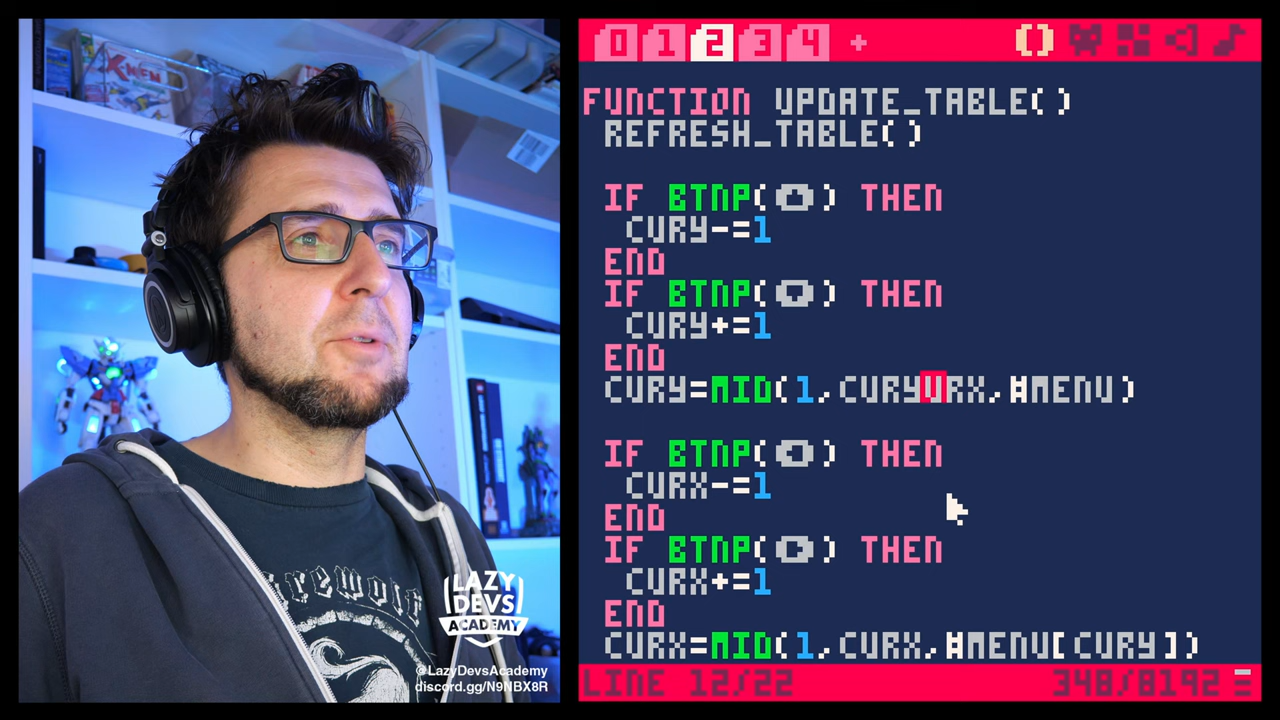 X-MEN
LAZY
DEVS
ACADEMY
@LazyDevsAcademy
discord.gg/N9NBX8R
0 1 2 3 4 +
FUNCTION UPDATE_TABLE()
REFRESH_TABLE()
IF BTNP(⬆️) THEN
CURY-=1
END
IF BTNP(⬇️) THEN
CURY+=1
END
CURY=MID(1,CURYURX,#MENU)
IF BTNP(⬅️) THEN
CURX-=1
END
IF BTNP(➡️) THEN
CURX+=1
END
CURX=MID(1,CURX,#MENU[CURY])
LINE 12/22
348/8192